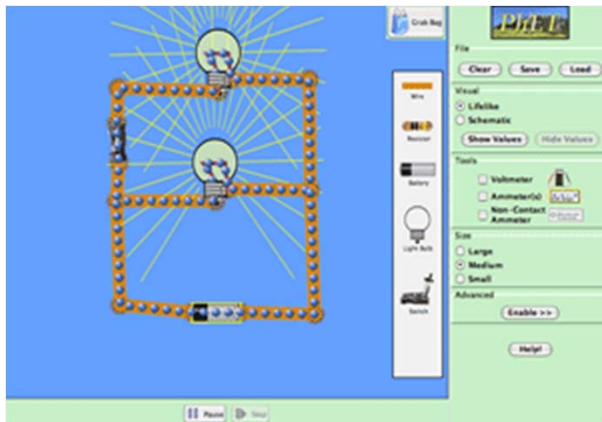 Grab Bag
PhET
File
Clear Save Load
Visual
Lifelike
Schematic
Show Values Hide Values
Wire
Resistor
Battery
Light Bulb
Switch
Tools
Voltmeter
Ammeter(s)
Non-Contact
Ammeter
Size
Large
Medium
Small
Advanced
Enable >>
Help!
Pause Step